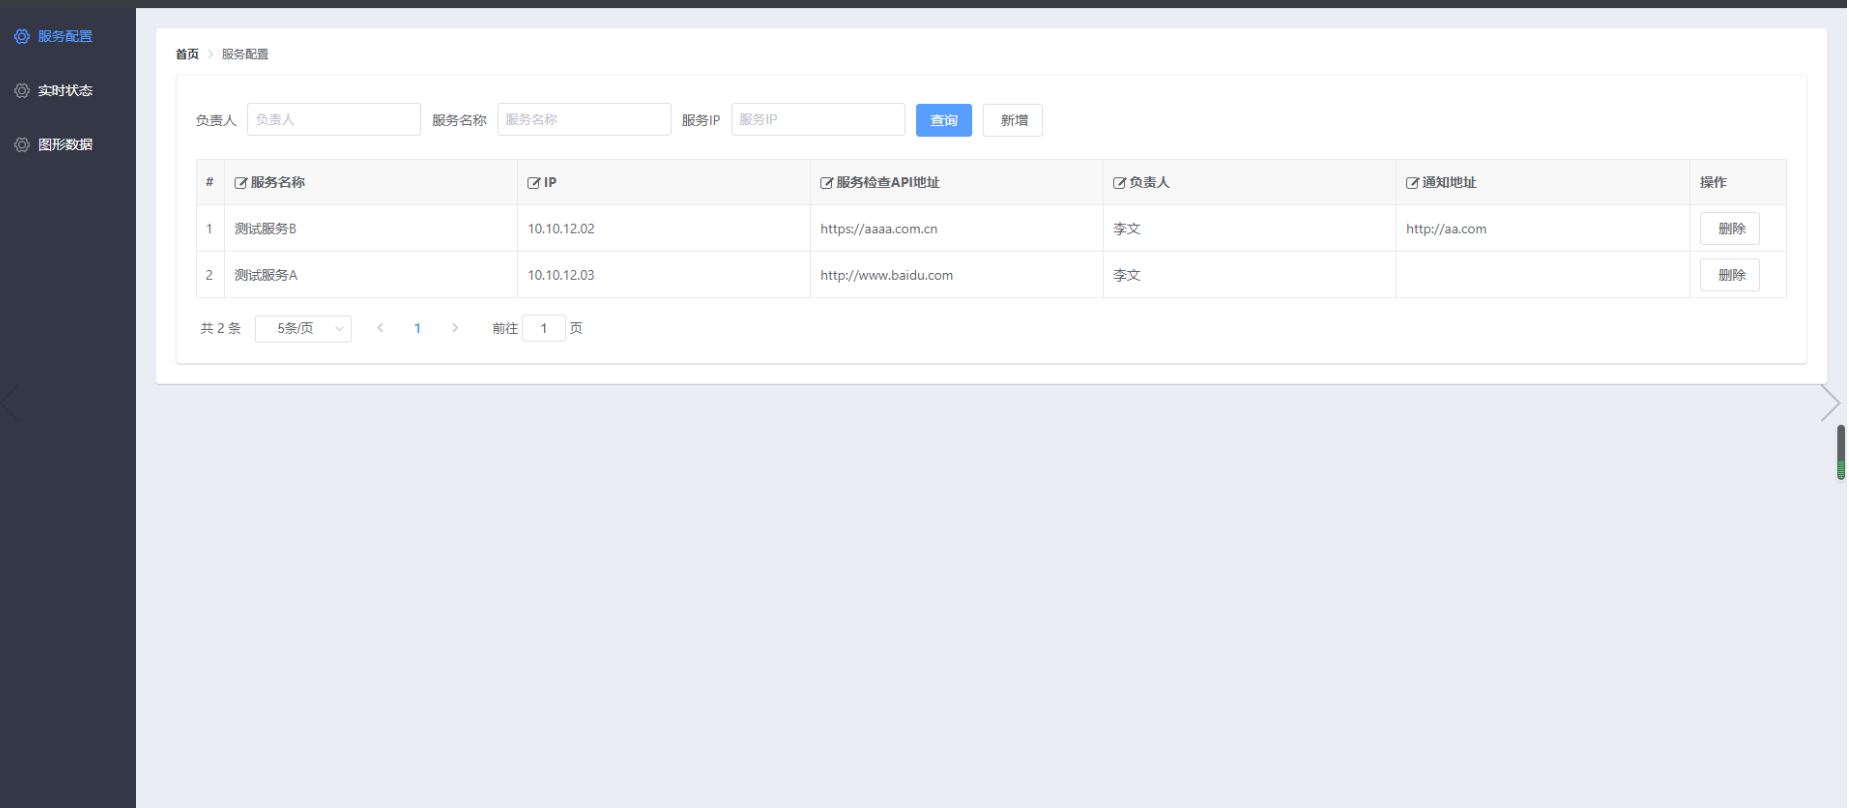 服务配置
实时状态
图形数据
首页 服务配置
负责人 负责人 服务名称 服务名称 服务IP 服务IP 查询 新增
# 服务名称 IP 服务检查API地址 负责人 通知地址 操作
1 测试服务B 10.10.12.02 https://aaaa.com.cn 李文 http://aa.com 删除
2 测试服务A 10.10.12.03 http://www.baidu.com 李文 删除
共 2 条 5条/页 1 前往 1 页